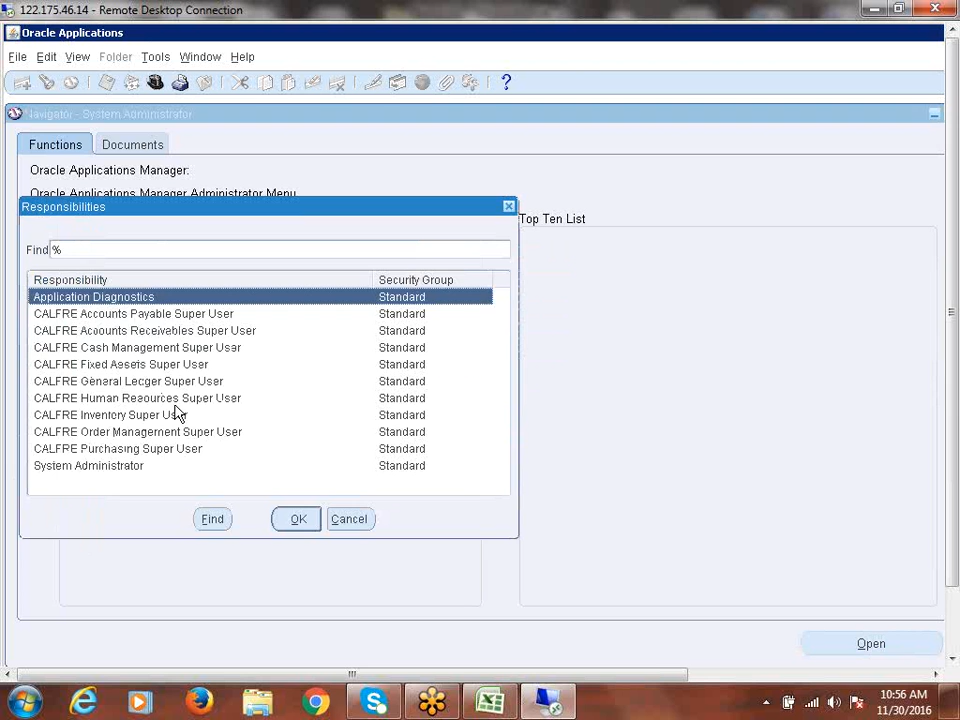 122.175.46.14 - Remote Desktop Connection
Oracle Applications
File Edit View Folder Tools Window Help
Navigator - System Administrator
Functions Documents
Oracle Applications Manager:
Oracle Applications Manager Administrator Menu
Responsibilities
Top Ten List
Find %
Responsibility Security Group
Application Diagnostics Standard
CALFRE Accounts Payable Super User Standard
CALFRE Acounts Receivables Super User Standard
CALFRE Cash Management Super User Standard
CALFRE Fixed Assets Super User Standard
CALFRE General Ledger Super User Standard
CALFRE Human Resources Super User Standard
CALFRE Inventory Super User Standard
CALFRE Order Management Super User Standard
CALFRE Purchasing Super User Standard
System Administrator Standard
Find OK Cancel
Open
10:56 AM
11/30/2016